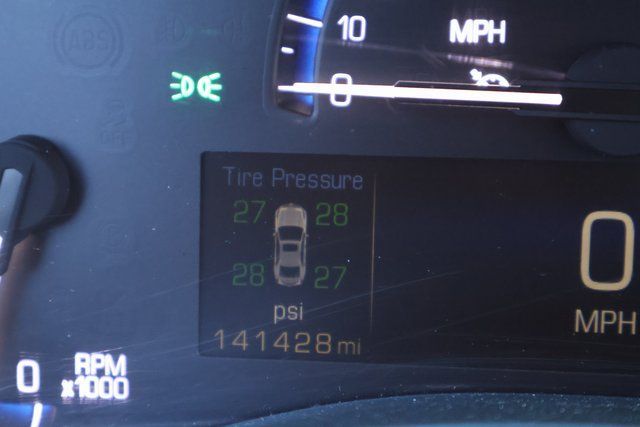 10
MPH
0
Tire Pressure
27 28
28 27
psi
141428 mi
0
MPH
0
RPM
x1000